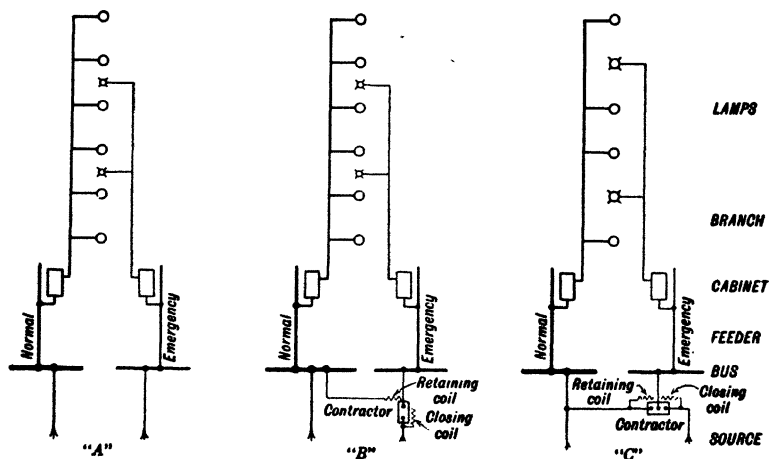 LAMPS
BRANCH
CABINET
FEEDER
BUS
SOURCE
Normal
Emergency
"A"
Normal
Emergency
Retaining
coil
Contractor
Closing
coil
"B"
Normal
Emergency
Retaining
coil
Closing
coil
Contractor
"C"